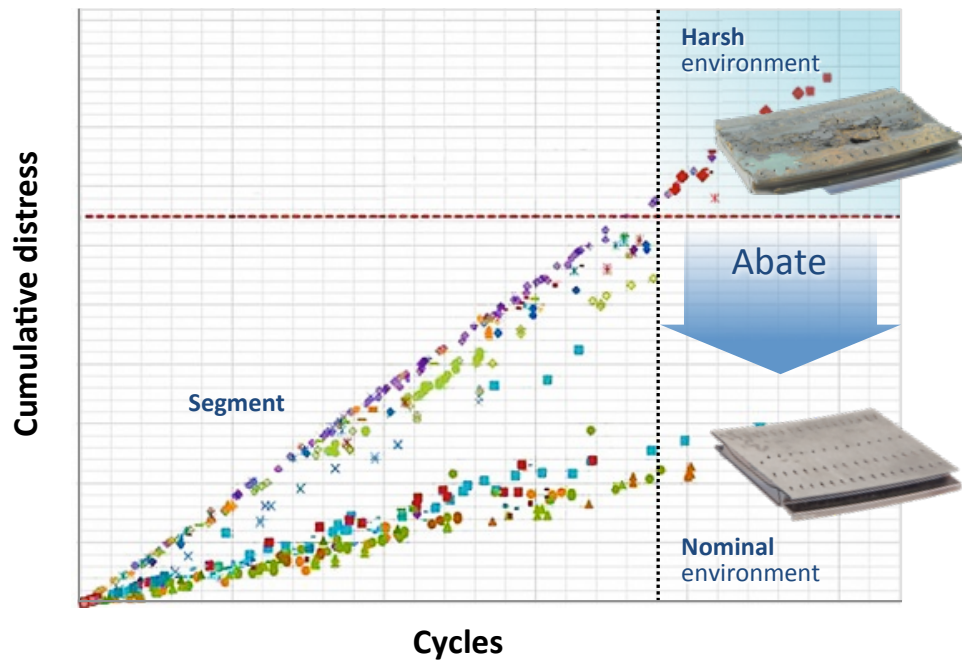 Harsh
environment
Abate
Cumulative distress
Segment
Nominal
environment
Cycles